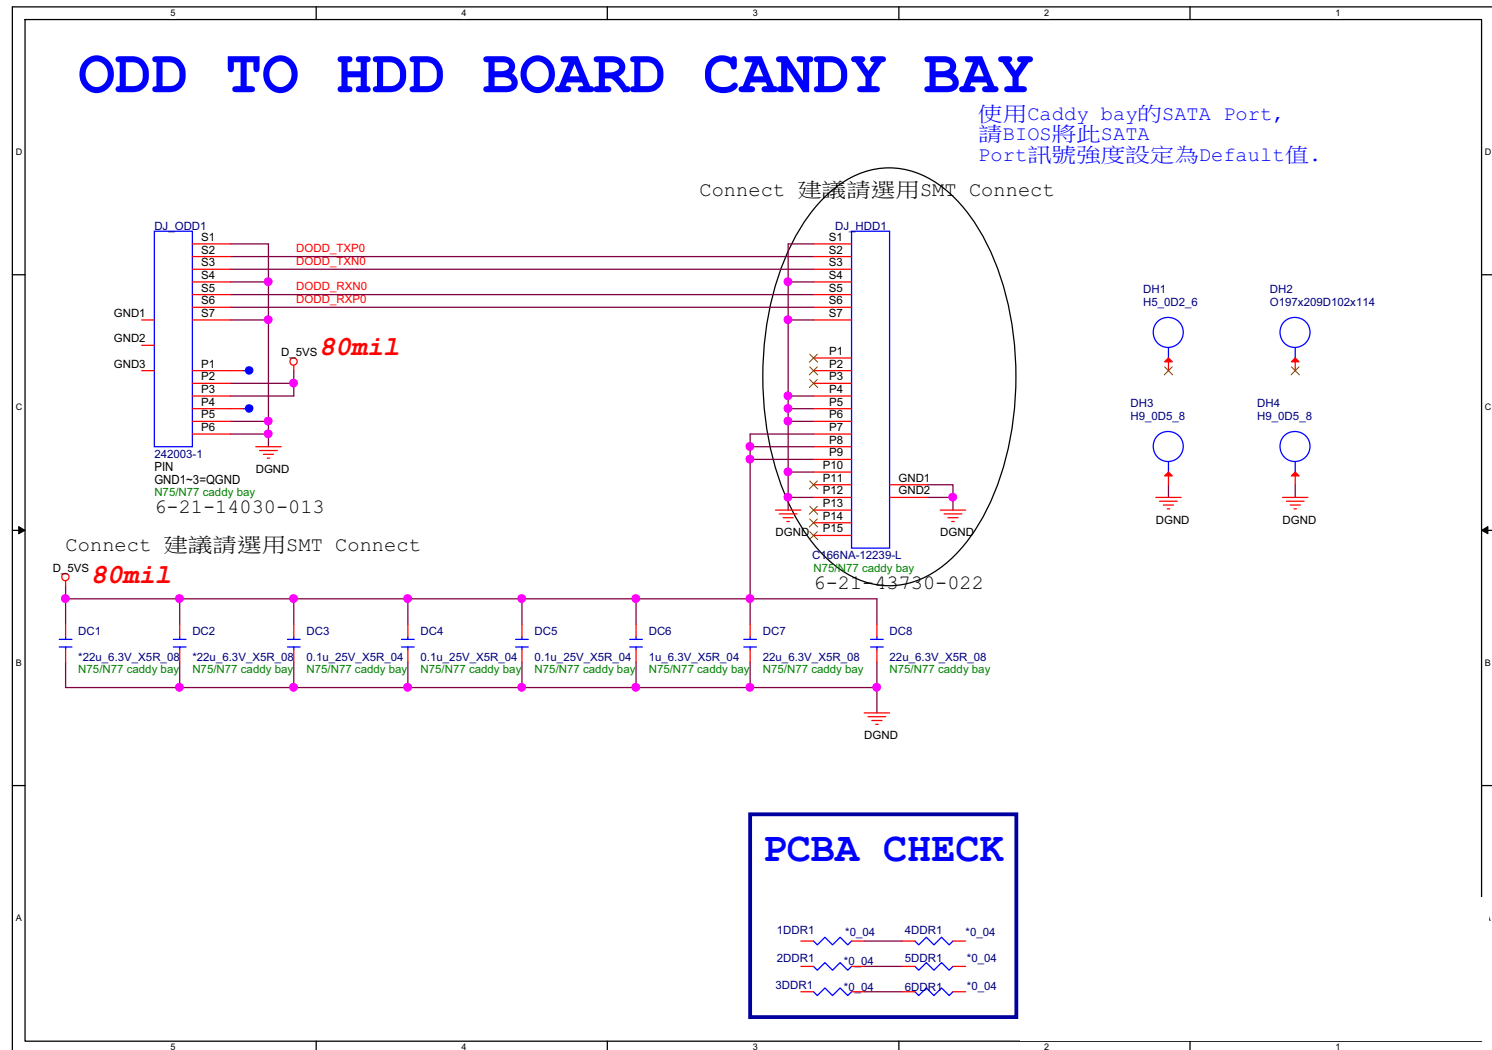 5 4 3 2 1
ODD TO HDD BOARD CANDY BAY
使用Caddy bay的SATA Port,
請BIOS將此SATA
Port訊號強度設定為Default值.
D
D
Connect 建議請選用SMT Connect
DJ_ODD1
S1
S2
S3
S4
S5
S6
S7
DODD_TXP0
DODD_TXN0
DODD_RXN0
DODD_RXP0
GND1
GND2
GND3
P1
P2
P3
P4
P5
P6
D_5VS
80mil
242003-1
PIN
GND1~3=QGND
N75/N77 caddy bay
6-21-14030-013
DGND
DJ_HDD1
S1
S2
S3
S4
S5
S6
S7
P1
P2
P3
P4
P5
P6
P7
P8
P9
P10
P11
P12
P13
P14
P15
GND1
GND2
DGND
DGND
C166NA-12239-L
N75/N77 caddy bay
6-21-43730-022
DH1
H5_0D2_6
DH2
O197x209D102x114
C
C
DH3
H9_0D5_8
DH4
H9_0D5_8
DGND
DGND
Connect 建議請選用SMT Connect
D_5VS
80mil
DC1
*22u_6.3V_X5R_08
N75/N77 caddy bay
DC2
*22u_6.3V_X5R_08
N75/N77 caddy bay
DC3
0.1u_25V_X5R_04
N75/N77 caddy bay
DC4
0.1u_25V_X5R_04
N75/N77 caddy bay
DC5
0.1u_25V_X5R_04
N75/N77 caddy bay
DC6
1u_6.3V_X5R_04
N75/N77 caddy bay
DC7
22u_6.3V_X5R_08
N75/N77 caddy bay
DC8
22u_6.3V_X5R_08
N75/N77 caddy bay
B
B
DGND
PCBA CHECK
1DDR1 *0_04 4DDR1 *0_04
2DDR1 *0_04 5DDR1 *0_04
3DDR1 *0_04 6DDR1 *0_04
A
5 4 3 2 1